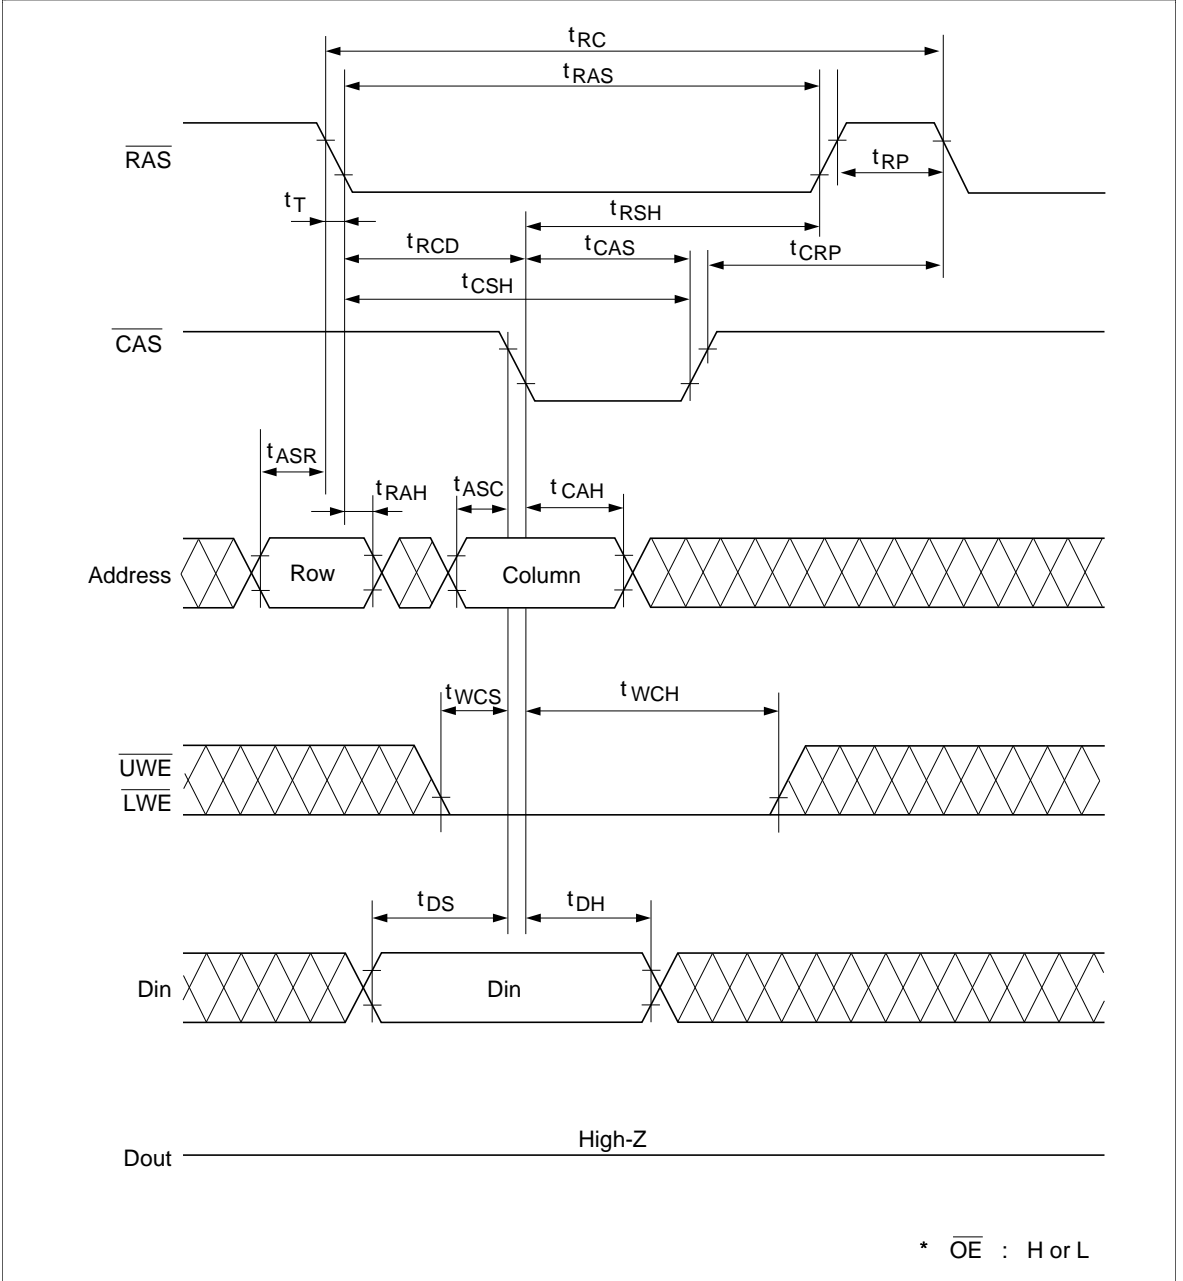 tRC
tRAS
RAS
tRP
tT
tRSH
tRCD
tCAS
tCRP
tCSH
CAS
tASR
tRAH
tASC
tCAH
Address
Row
Column
tWCS
tWCH
UWE
LWE
tDS
tDH
Din
Din
High-Z
Dout
* OE : H or L